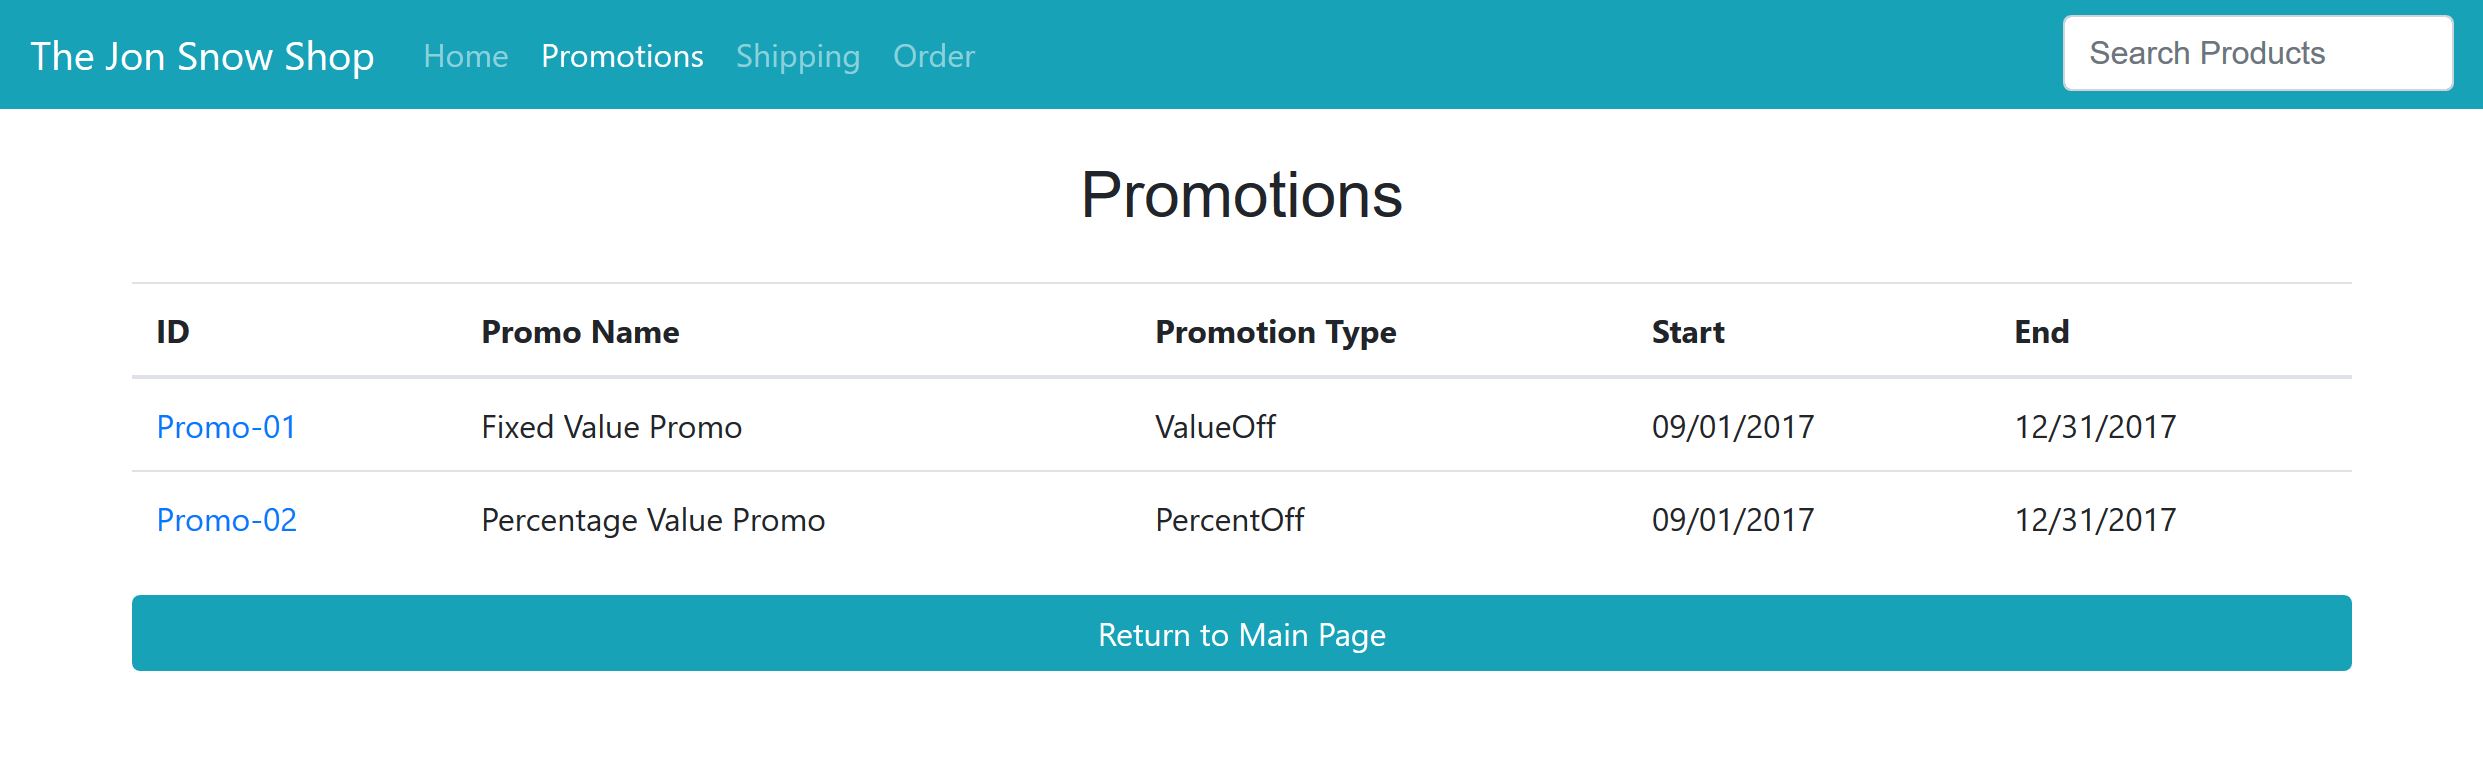 The Jon Snow Shop Home Promotions Shipping Order Search Products
Promotions
ID Promo Name Promotion Type Start End
Promo-01 Fixed Value Promo ValueOff 09/01/2017 12/31/2017
Promo-02 Percentage Value Promo PercentOff 09/01/2017 12/31/2017
Return to Main Page